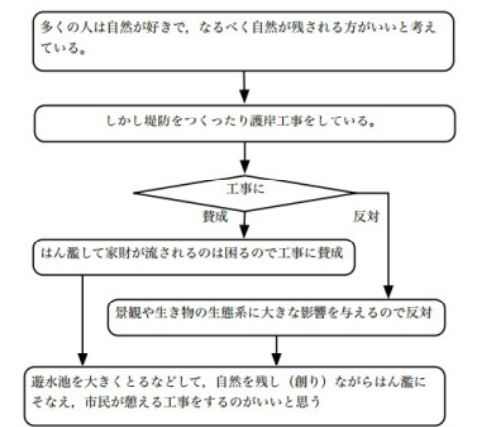 多くの人は自然が好きで，なるべく自然が残される方がいいと考え
ている。
しかし堤防をつくったり護岸工事をしている。
工事に
賛成
反対
はん濫して家財が流されるのは困るので工事に賛成
景観や生き物の生態系に大きな影響を与えるので反対
遊水池を大きくとるなどして，自然を残し（創り）ながらはん濫に
そなえ，市民が憩える工事をするのがいいと思う